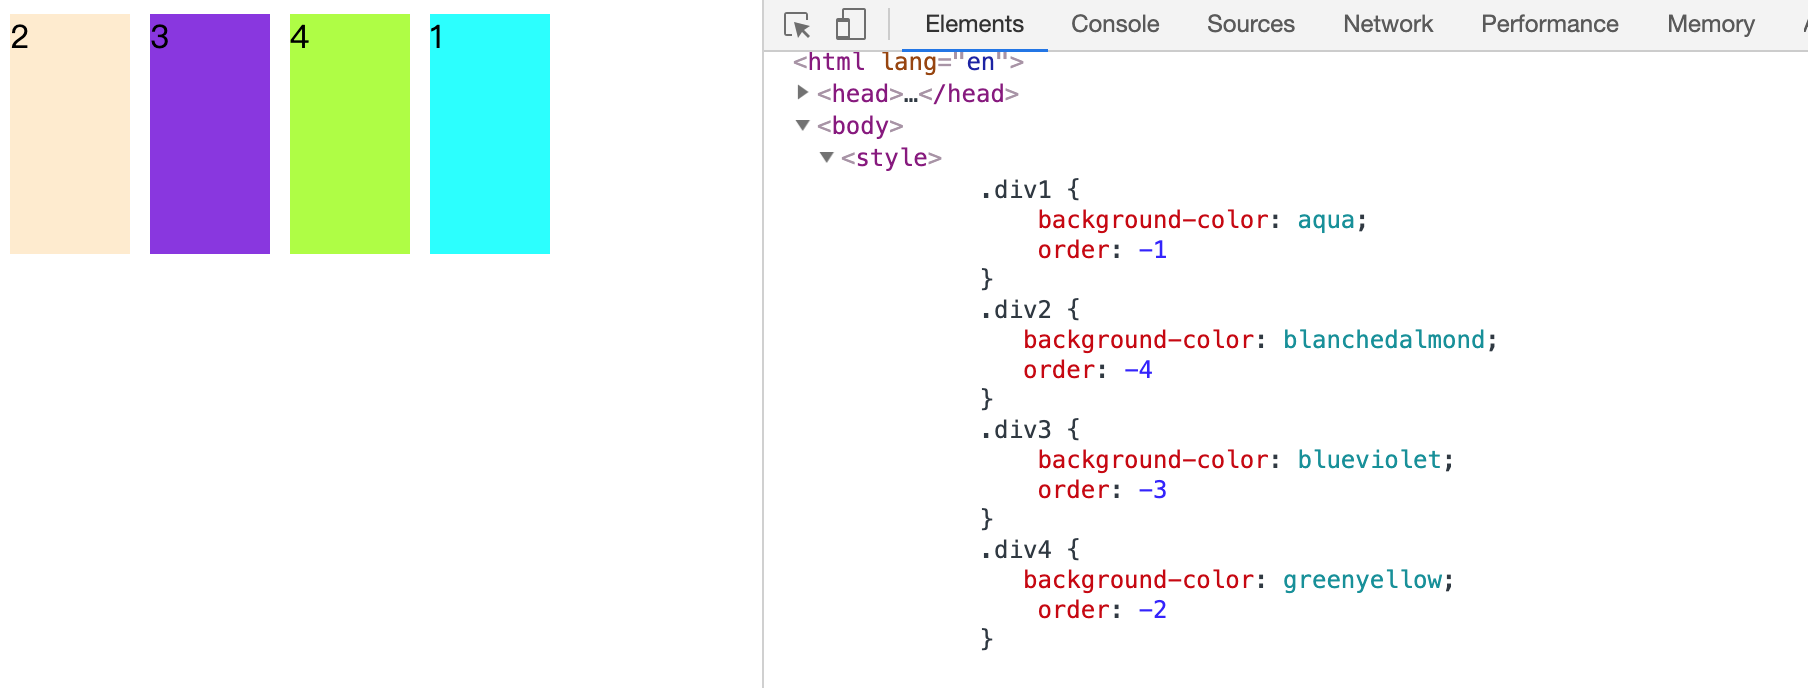 2 3 4 1
Elements Console Sources Network Performance Memory
<html lang="en">
<head>…</head>
<body>
<style>
.div1 {
background-color: aqua;
order: -1
}
.div2 {
background-color: blanchedalmond;
order: -4
}
.div3 {
background-color: blueviolet;
order: -3
}
.div4 {
background-color: greenyellow;
order: -2
}